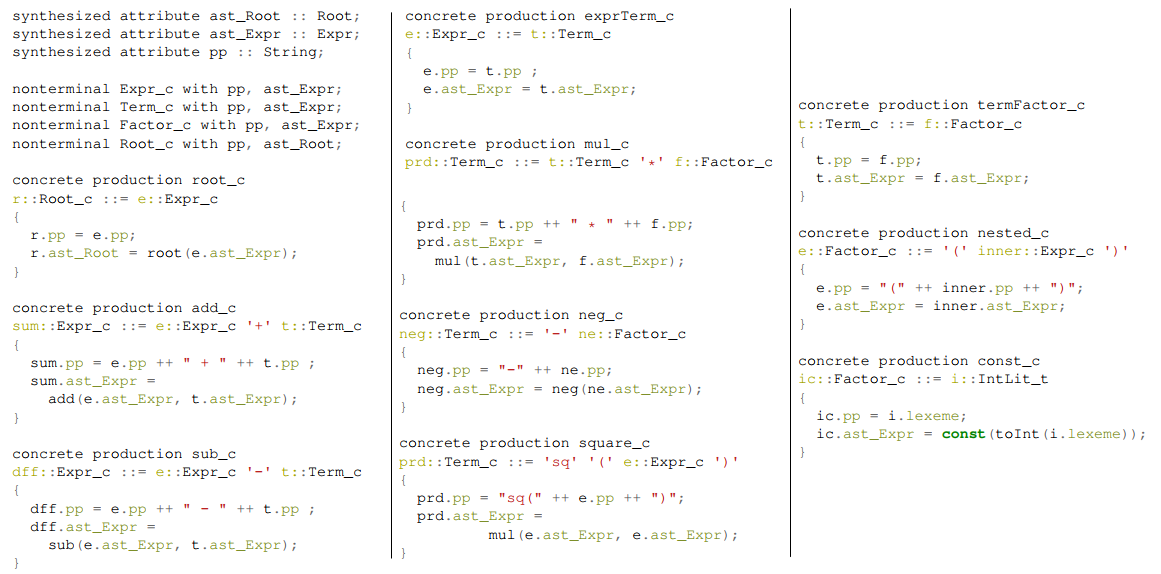 synthesized attribute ast_Root :: Root;
synthesized attribute ast_Expr :: Expr;
synthesized attribute pp :: String;
nonterminal Expr_c with pp, ast_Expr;
nonterminal Term_c with pp, ast_Expr;
nonterminal Factor_c with pp, ast_Expr;
nonterminal Root_c with pp, ast_Root;
concrete production root_c
r::Root_c ::= e::Expr_c
{
r.pp = e.pp;
r.ast_Root = root(e.ast_Expr);
}
concrete production add_c
sum::Expr_c ::= e::Expr_c '+' t::Term_c
{
sum.pp = e.pp ++ " + " ++ t.pp ;
sum.ast_Expr =
add(e.ast_Expr, t.ast_Expr);
}
concrete production sub_c
dff::Expr_c ::= e::Expr_c '-' t::Term_c
{
dff.pp = e.pp ++ " - " ++ t.pp ;
dff.ast_Expr =
sub(e.ast_Expr, t.ast_Expr);
}
concrete production exprTerm_c
e::Expr_c ::= t::Term_c
{
e.pp = t.pp ;
e.ast_Expr = t.ast_Expr;
}
concrete production mul_c
prd::Term_c ::= t::Term_c '*' f::Factor_c
{
prd.pp = t.pp ++ " * " ++ f.pp;
prd.ast_Expr =
mul(t.ast_Expr, f.ast_Expr);
}
concrete production neg_c
neg::Term_c ::= '-' ne::Factor_c
{
neg.pp = "-" ++ ne.pp;
neg.ast_Expr = neg(ne.ast_Expr);
}
concrete production square_c
prd::Term_c ::= 'sq' '(' e::Expr_c ')'
{
prd.pp = "sq(" ++ e.pp ++ ")";
prd.ast_Expr =
mul(e.ast_Expr, e.ast_Expr);
}
concrete production termFactor_c
t::Term_c ::= f::Factor_c
{
t.pp = f.pp;
t.ast_Expr = f.ast_Expr;
}
concrete production nested_c
e::Factor_c ::= '(' inner::Expr_c ')'
{
e.pp = "(" ++ inner.pp ++ ")";
e.ast_Expr = inner.ast_Expr;
}
concrete production const_c
ic::Factor_c ::= i::IntLit_t
{
ic.pp = i.lexeme;
ic.ast_Expr = const(toInt(i.lexeme));
}